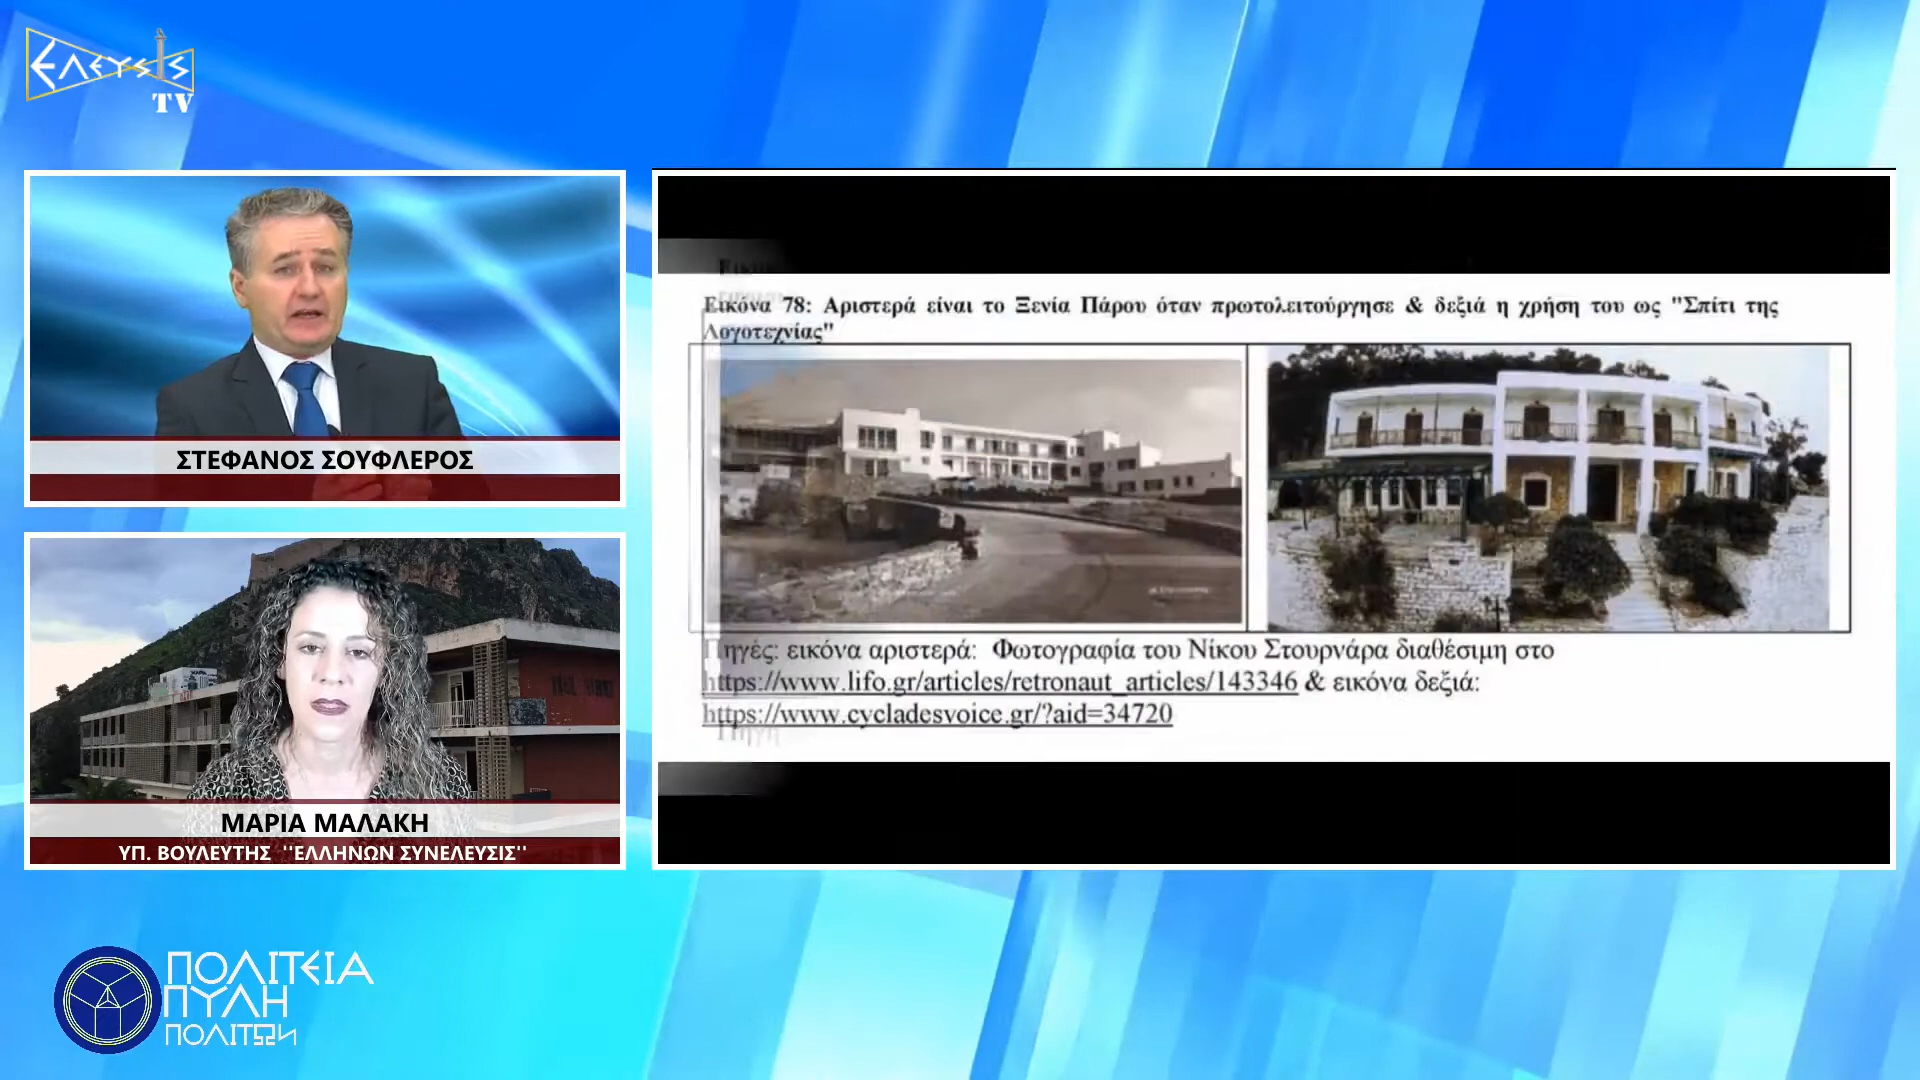 ΕΛΕΥΣΙΣ
TV
ΣΤΕΦΑΝΟΣ ΣΟΥΦΛΕΡΟΣ
ΜΑΡΙΑ ΜΑΛΑΚΗ
ΥΠ. ΒΟΥΛΕΥΤΗΣ ''ΕΛΛΗΝΩΝ ΣΥΝΕΛΕΥΣΙΣ''
Εικόνα 78: Αριστερά είναι το Ξενία Πάρου όταν πρωτολειτούργησε & δεξιά η χρήση του ως "Σπίτι της
Λογοτεχνίας"
Πηγές: εικόνα αριστερά: Φωτογραφία του Νίκου Στουρνάρα διαθέσιμη στο
https://www.lifo.gr/articles/retronaut_articles/143346 & εικόνα δεξιά:
https://www.cycladesvoice.gr/?aid=34720
ΠΟΛΙΤΕΙΑ
ΠΥΛΗ
ΠΟΛΙΤΩΝ